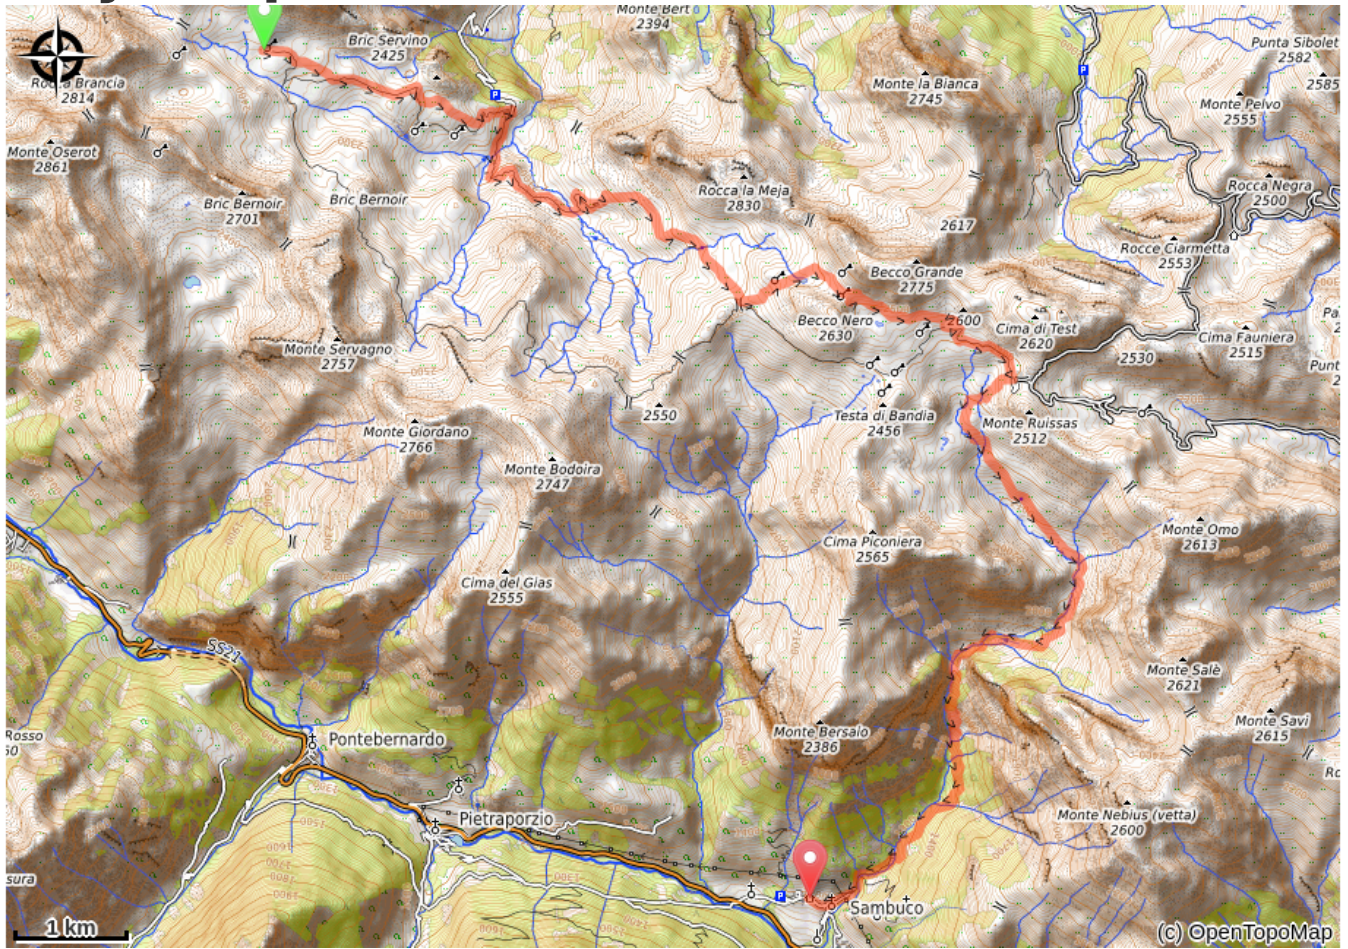 Monte Bert
2394
Bric Servino
2425
Punta Sibolet
2582
Rocca Brancia
2814
P
P
Monte la Bianca
2745
2585
Monte Pelvo
2555
Monte Oserot
2861
Bric Bernoir
2701
Bric Bernoir
Rocca la Meja
2830
Rocca Negra
2500
2617
Rocce Ciarmetta
2553
Becco Grande
2775
Becco Nero
2630
2600
Cima di Test
2620
Cima Fauniera
2515
2530
Monte Servagno
2757
2550
Testa di Bandia
2456
Monte Ruissas
2512
Monte Giordano
2766
Monte Bodoira
2747
Cima Piconiera
2565
Monte Omo
2613
Cima del Gias
2555
SS21
Monte Salè
2621
Monte Savi
2615
Rosso
Monte Bersaio
2386
Pontebernardo
Pietraporzio
Monte Nebius (vetta)
2600
sura
P
Sambuco
1 km
(c) OpenTopoMap